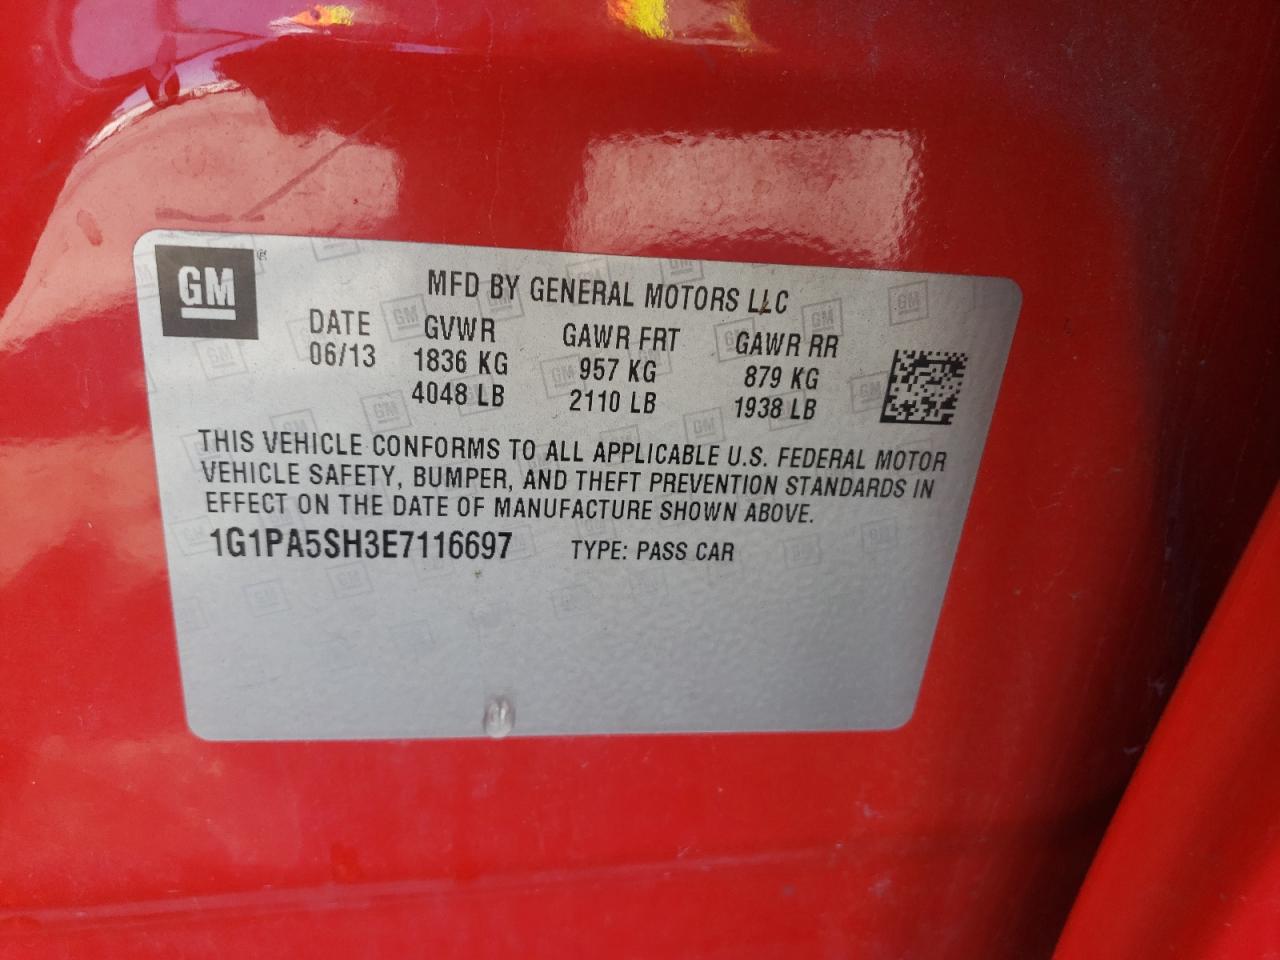 GM
MFD BY GENERAL MOTORS LLC
DATE GVWR GAWR FRT GAWR RR
06/13 1836 KG 957 KG 879 KG
4048 LB 2110 LB 1938 LB
THIS VEHICLE CONFORMS TO ALL APPLICABLE U.S. FEDERAL MOTOR
VEHICLE SAFETY, BUMPER, AND THEFT PREVENTION STANDARDS IN
EFFECT ON THE DATE OF MANUFACTURE SHOWN ABOVE.
1G1PA5SH3E7116697 TYPE: PASS CAR